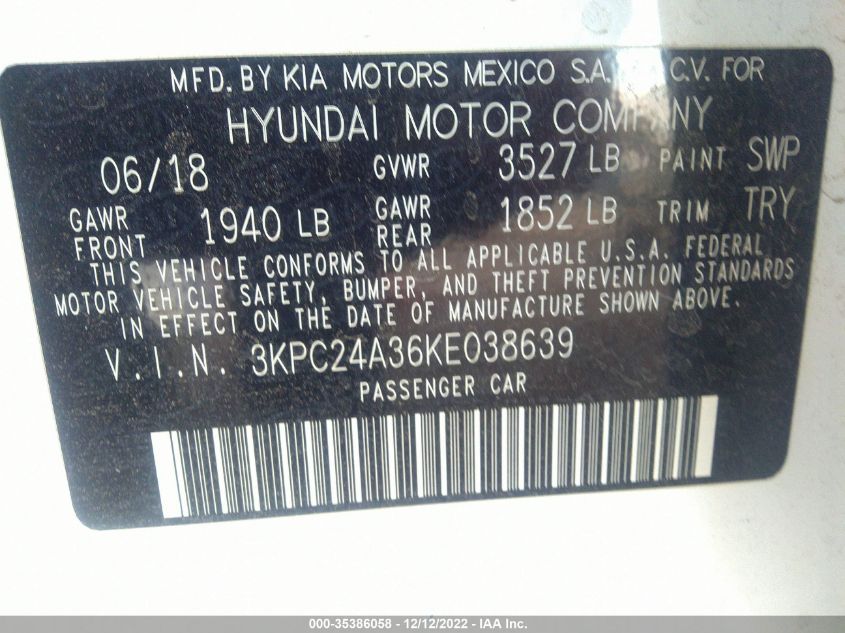 MFD. BY KIA MOTORS MEXICO S.A. C.V. FOR
HYUNDAI MOTOR COMPANY
06/18 GVWR 3527 LB PAINT SWP
GAWR FRONT 1940 LB GAWR REAR 1852 LB TRIM TRY
THIS VEHICLE CONFORMS TO ALL APPLICABLE U.S.A. FEDERAL
MOTOR VEHICLE SAFETY, BUMPER, AND THEFT PREVENTION STANDARDS
IN EFFECT ON THE DATE OF MANUFACTURE SHOWN ABOVE.
V.I.N. 3KPC24A36KE038639
PASSENGER CAR
000-35386058 - 12/12/2022 - IAA Inc.